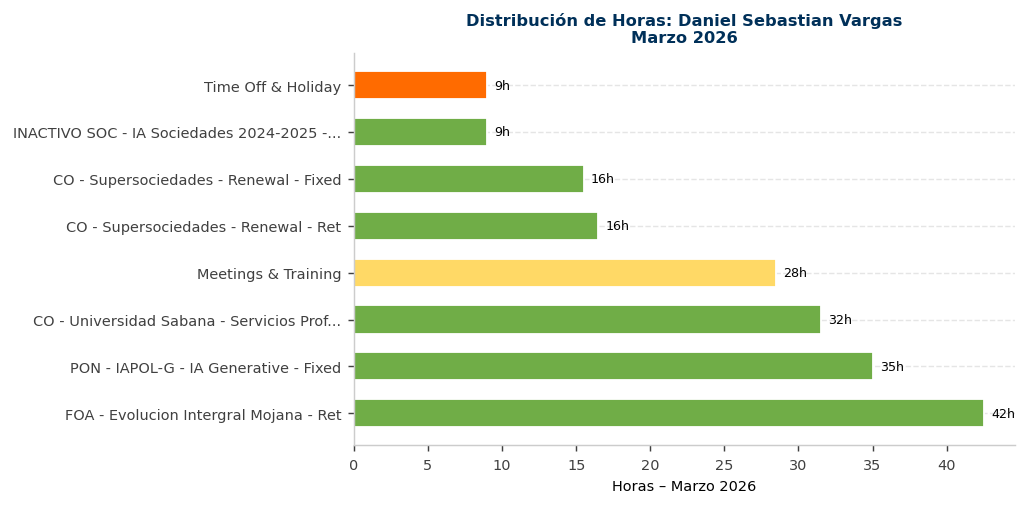 Distribución de Horas: Daniel Sebastian Vargas
Marzo 2026
Time Off & Holiday
9h
INACTIVO SOC - IA Sociedades 2024-2025 -...
9h
CO - Supersociedades - Renewal - Fixed
16h
CO - Supersociedades - Renewal - Ret
16h
Meetings & Training
28h
CO - Universidad Sabana - Servicios Prof...
32h
PON - IAPOL-G - IA Generative - Fixed
35h
FOA - Evolucion Intergral Mojana - Ret
42h
0 5 10 15 20 25 30 35 40
Horas – Marzo 2026